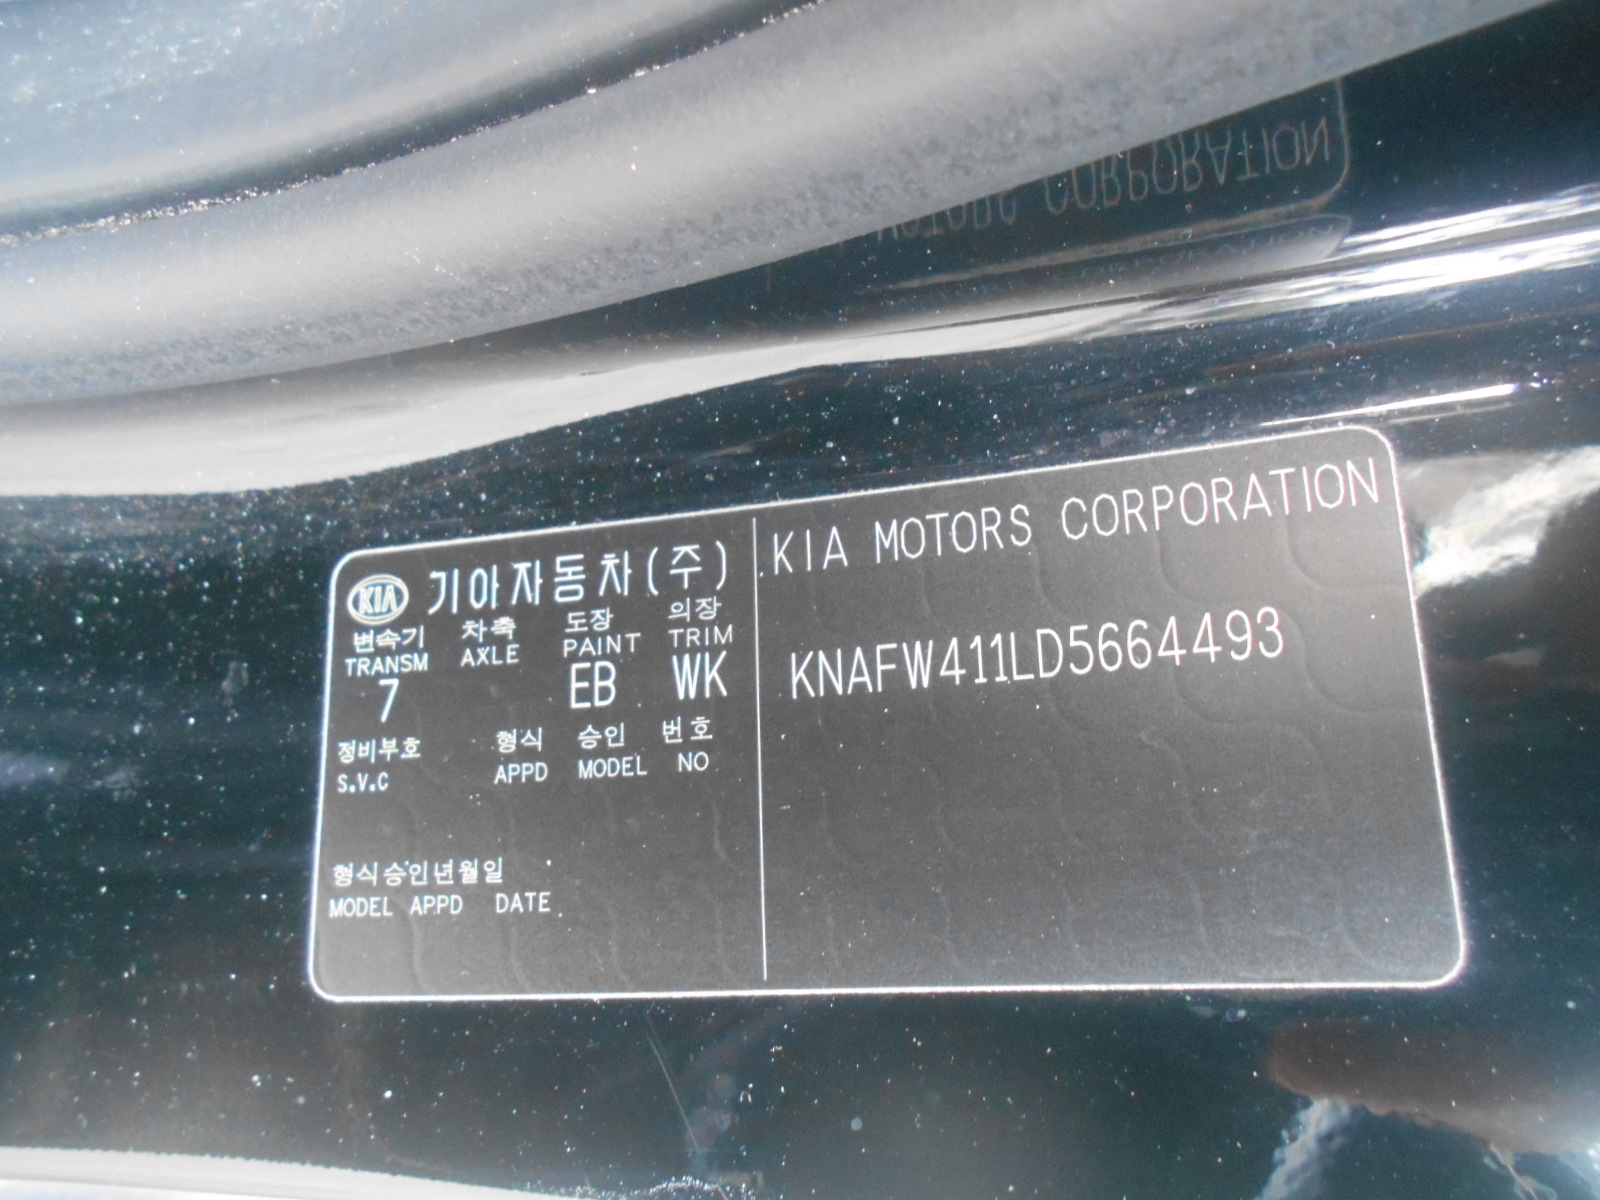 KIA 기아자동차(주)
변속기 차축 도장 의장
TRANSM AXLE PAINT TRIM
7 EB WK
정비부호 형식 승인 번호
S.V.C APPD MODEL NO
형식승인년월일
MODEL APPD DATE
KIA MOTORS CORPORATION
KNAFW411LD5664493